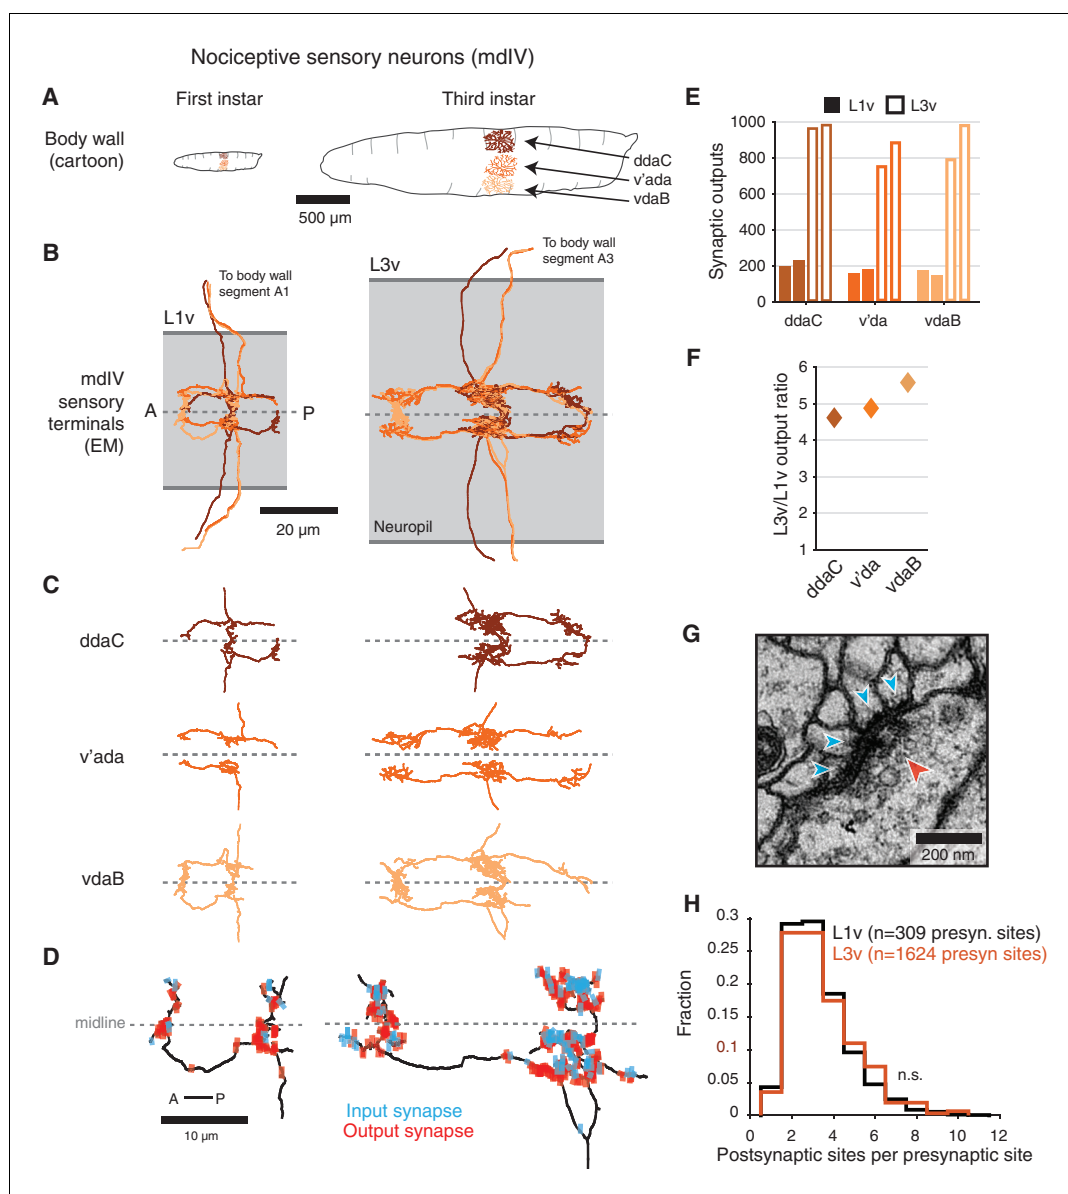 Nociceptive sensory neurons (mdIV)
A
First instar
Third instar
Body wall
(cartoon)
ddaC
v'ada
vdaB
500 µm
B
To body wall
segment A1
L1v
To body wall
segment A3
L3v
mdIV
sensory
terminals
(EM)
A
P
20 µm
Neuropil
C
ddaC
v'ada
vdaB
D
midline
A
P
10 µm
Input synapse
Output synapse
E
L1v
L3v
Synaptic outputs
1000
800
600
400
200
0
ddaC
v'da
vdaB
F
L3v/L1v output ratio
6
5
4
3
2
1
ddaC
v'da
vdaB
G
200 nm
H
L1v (n=309 presyn. sites)
L3v (n=1624 presyn sites)
Fraction
0.3
0.25
0.2
0.15
0.1
0.05
0
n.s.
0
2
4
6
8
10
12
Postsynaptic sites per presynaptic site